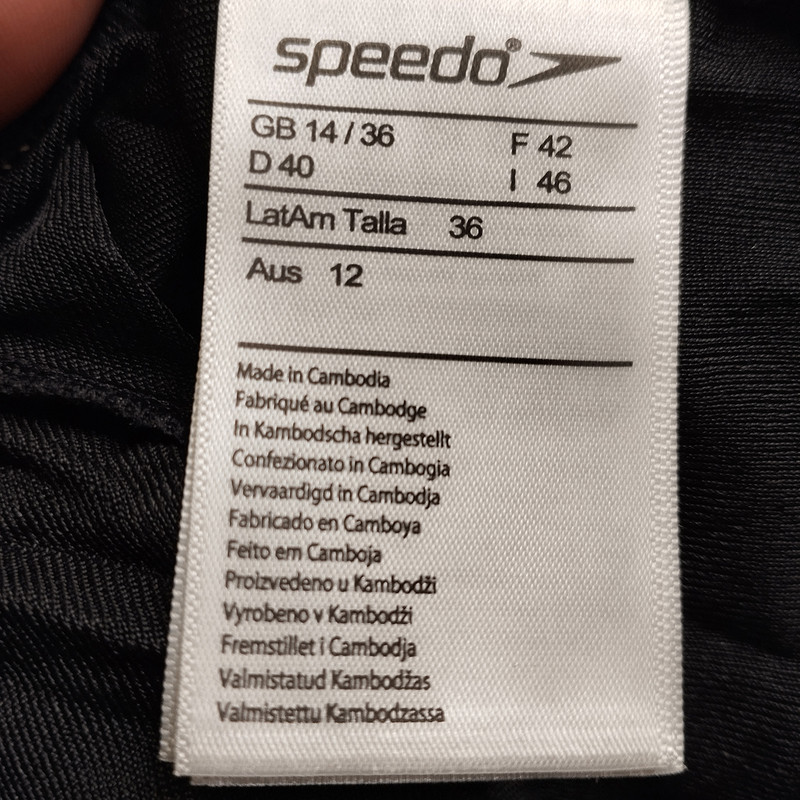 speedo®
GB 14 / 36 F 42
D 40 I 46
LatAm Talla 36
Aus 12
Made in Cambodia
Fabriqué au Cambodge
In Kambodscha hergestellt
Confezionato in Cambogia
Vervaardigd in Cambodja
Fabricado en Camboya
Feito em Camboja
Proizvedeno u Kambodži
Vyrobeno v Kambodži
Fremstillet i Cambodja
Valmistatud Kambodžas
Valmistettu Kambodzassa